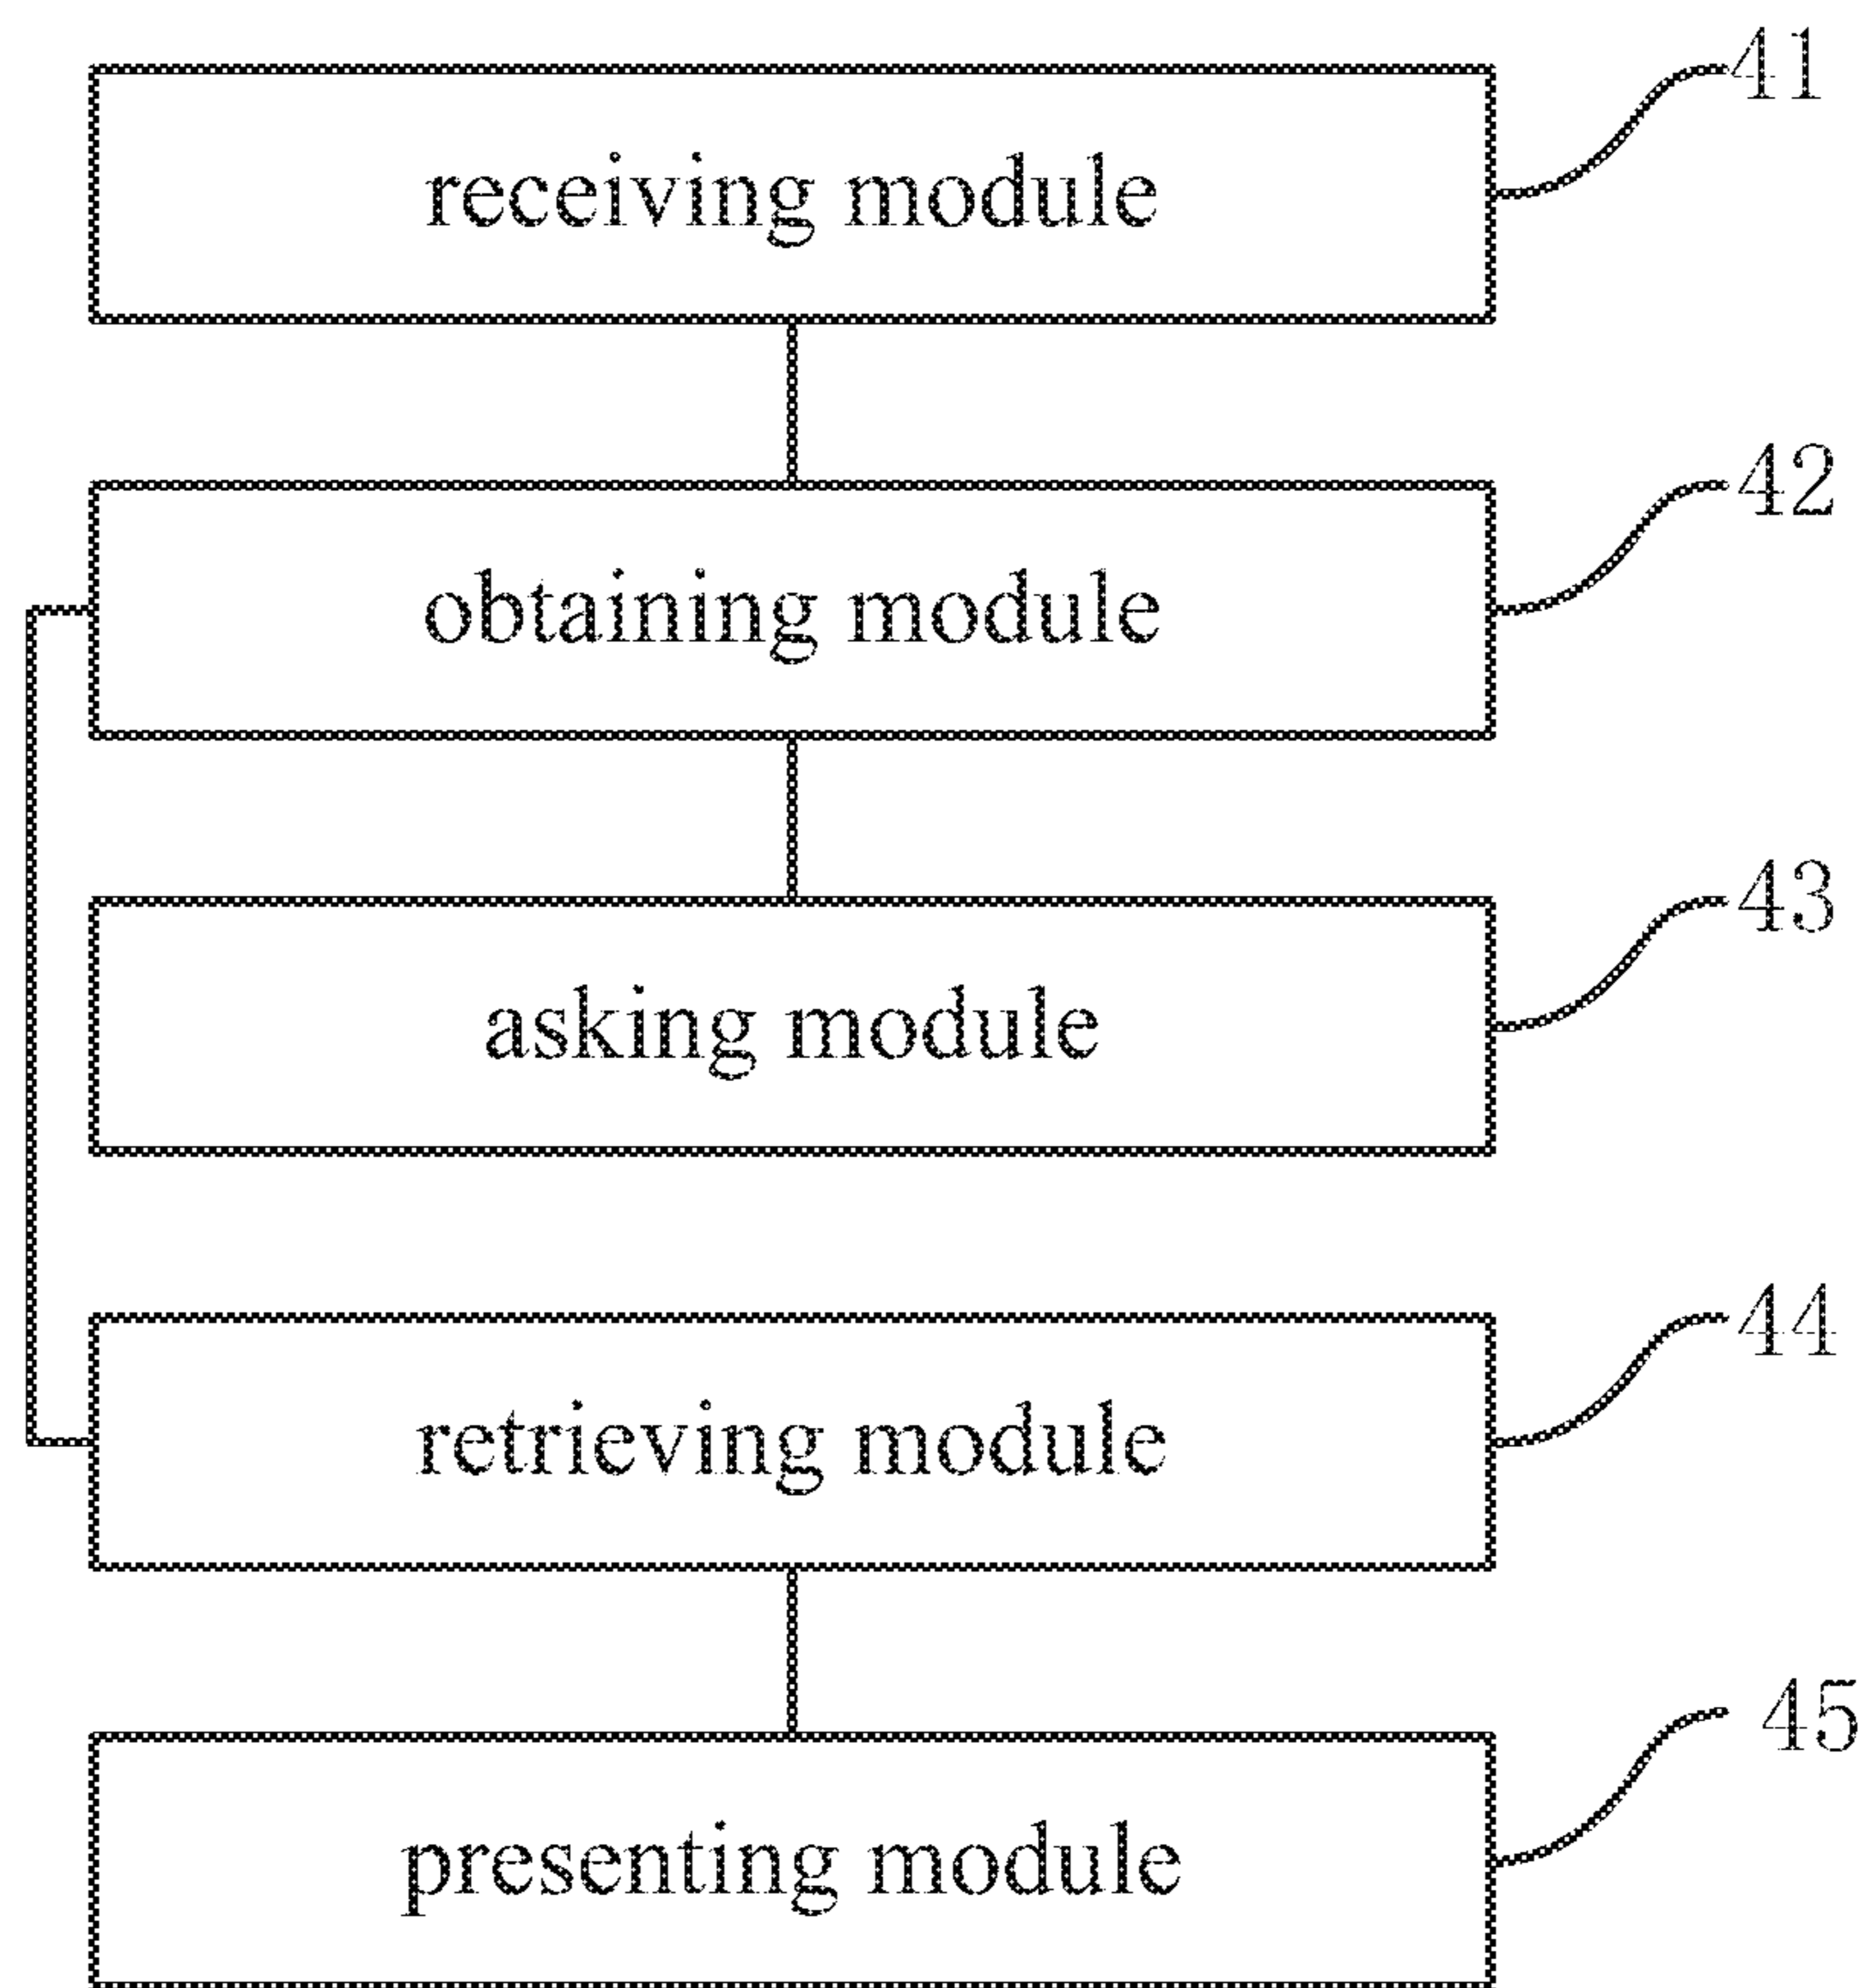 41
receiving module
42
obtaining module
43
asking module
44
retrieving module
45
presenting module